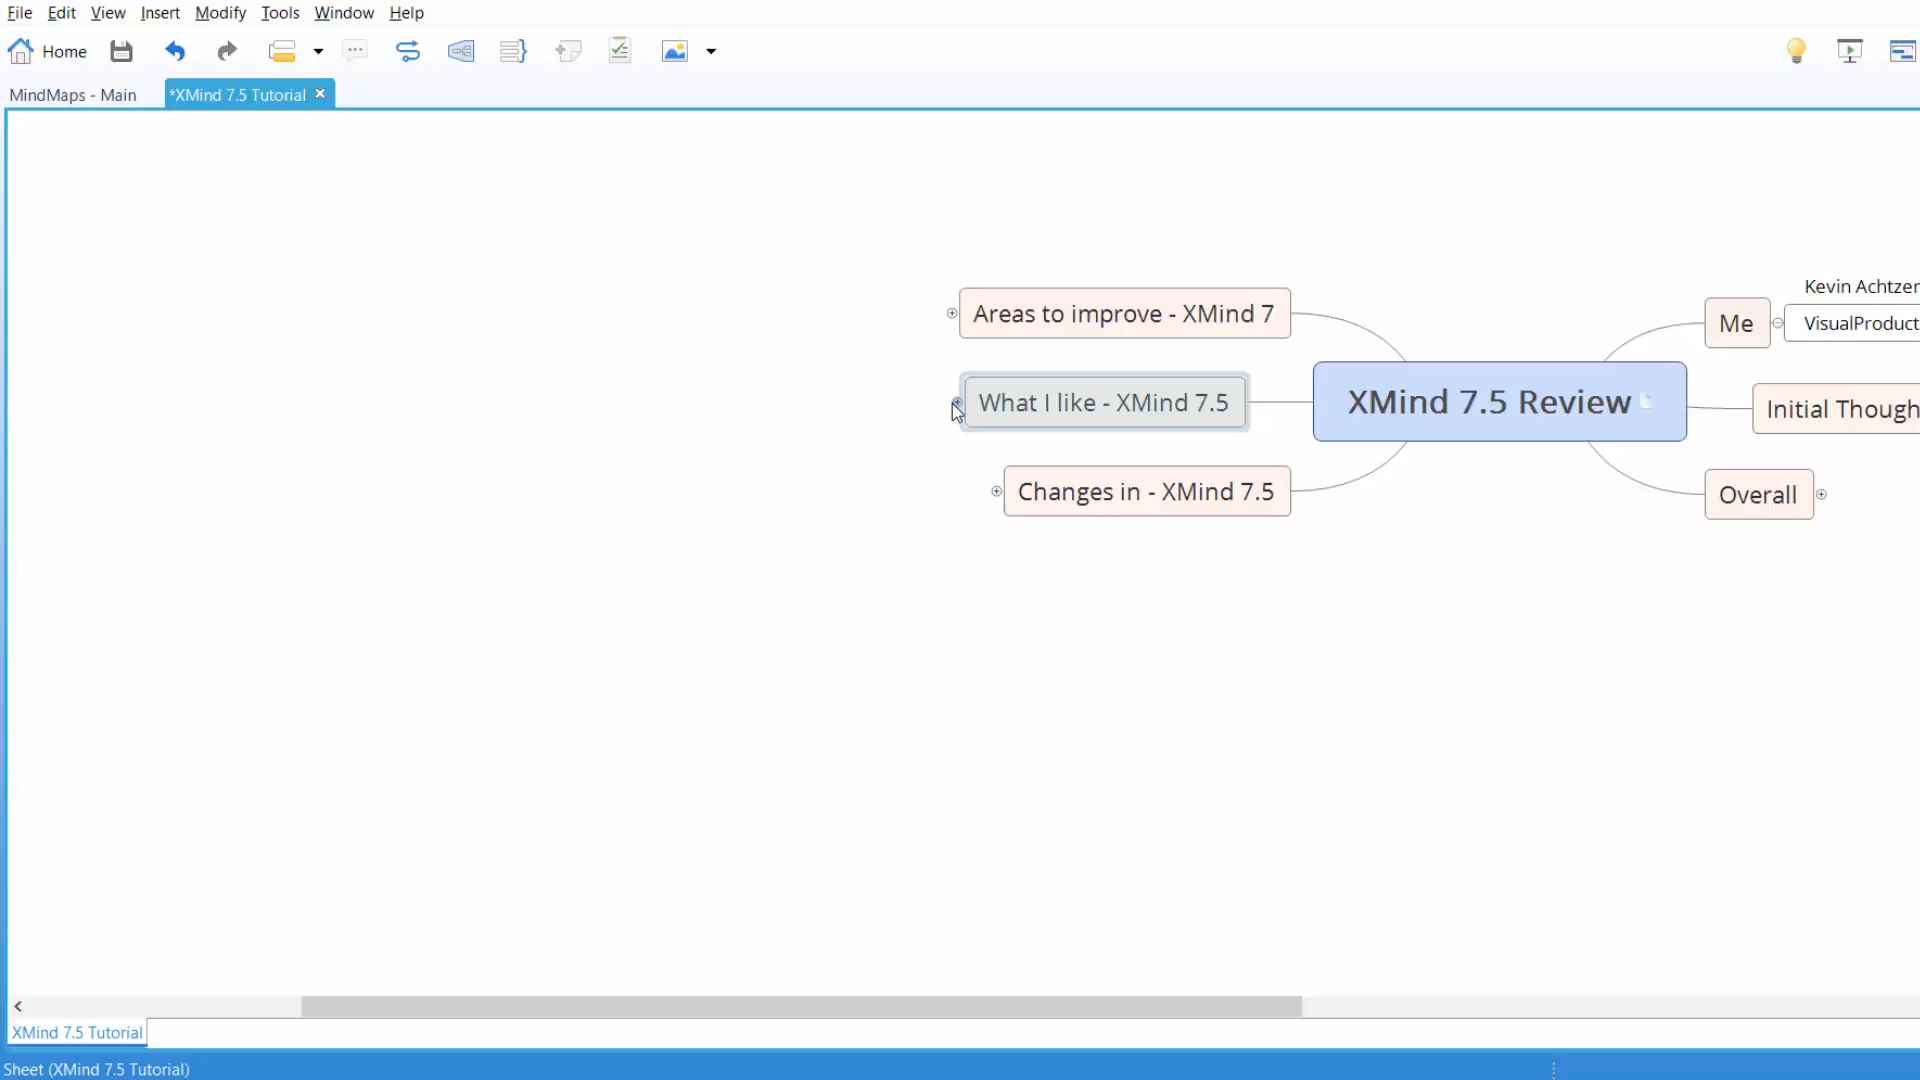 File Edit View Insert Modify Tools Window Help
Home
MindMaps - Main *XMind 7.5 Tutorial
Kevin Achtzer
Areas to improve - XMind 7
Me
VisualProduct
What I like - XMind 7.5
XMind 7.5 Review
Initial Though
Changes in - XMind 7.5
Overall
XMind 7.5 Tutorial
Sheet (XMind 7.5 Tutorial)